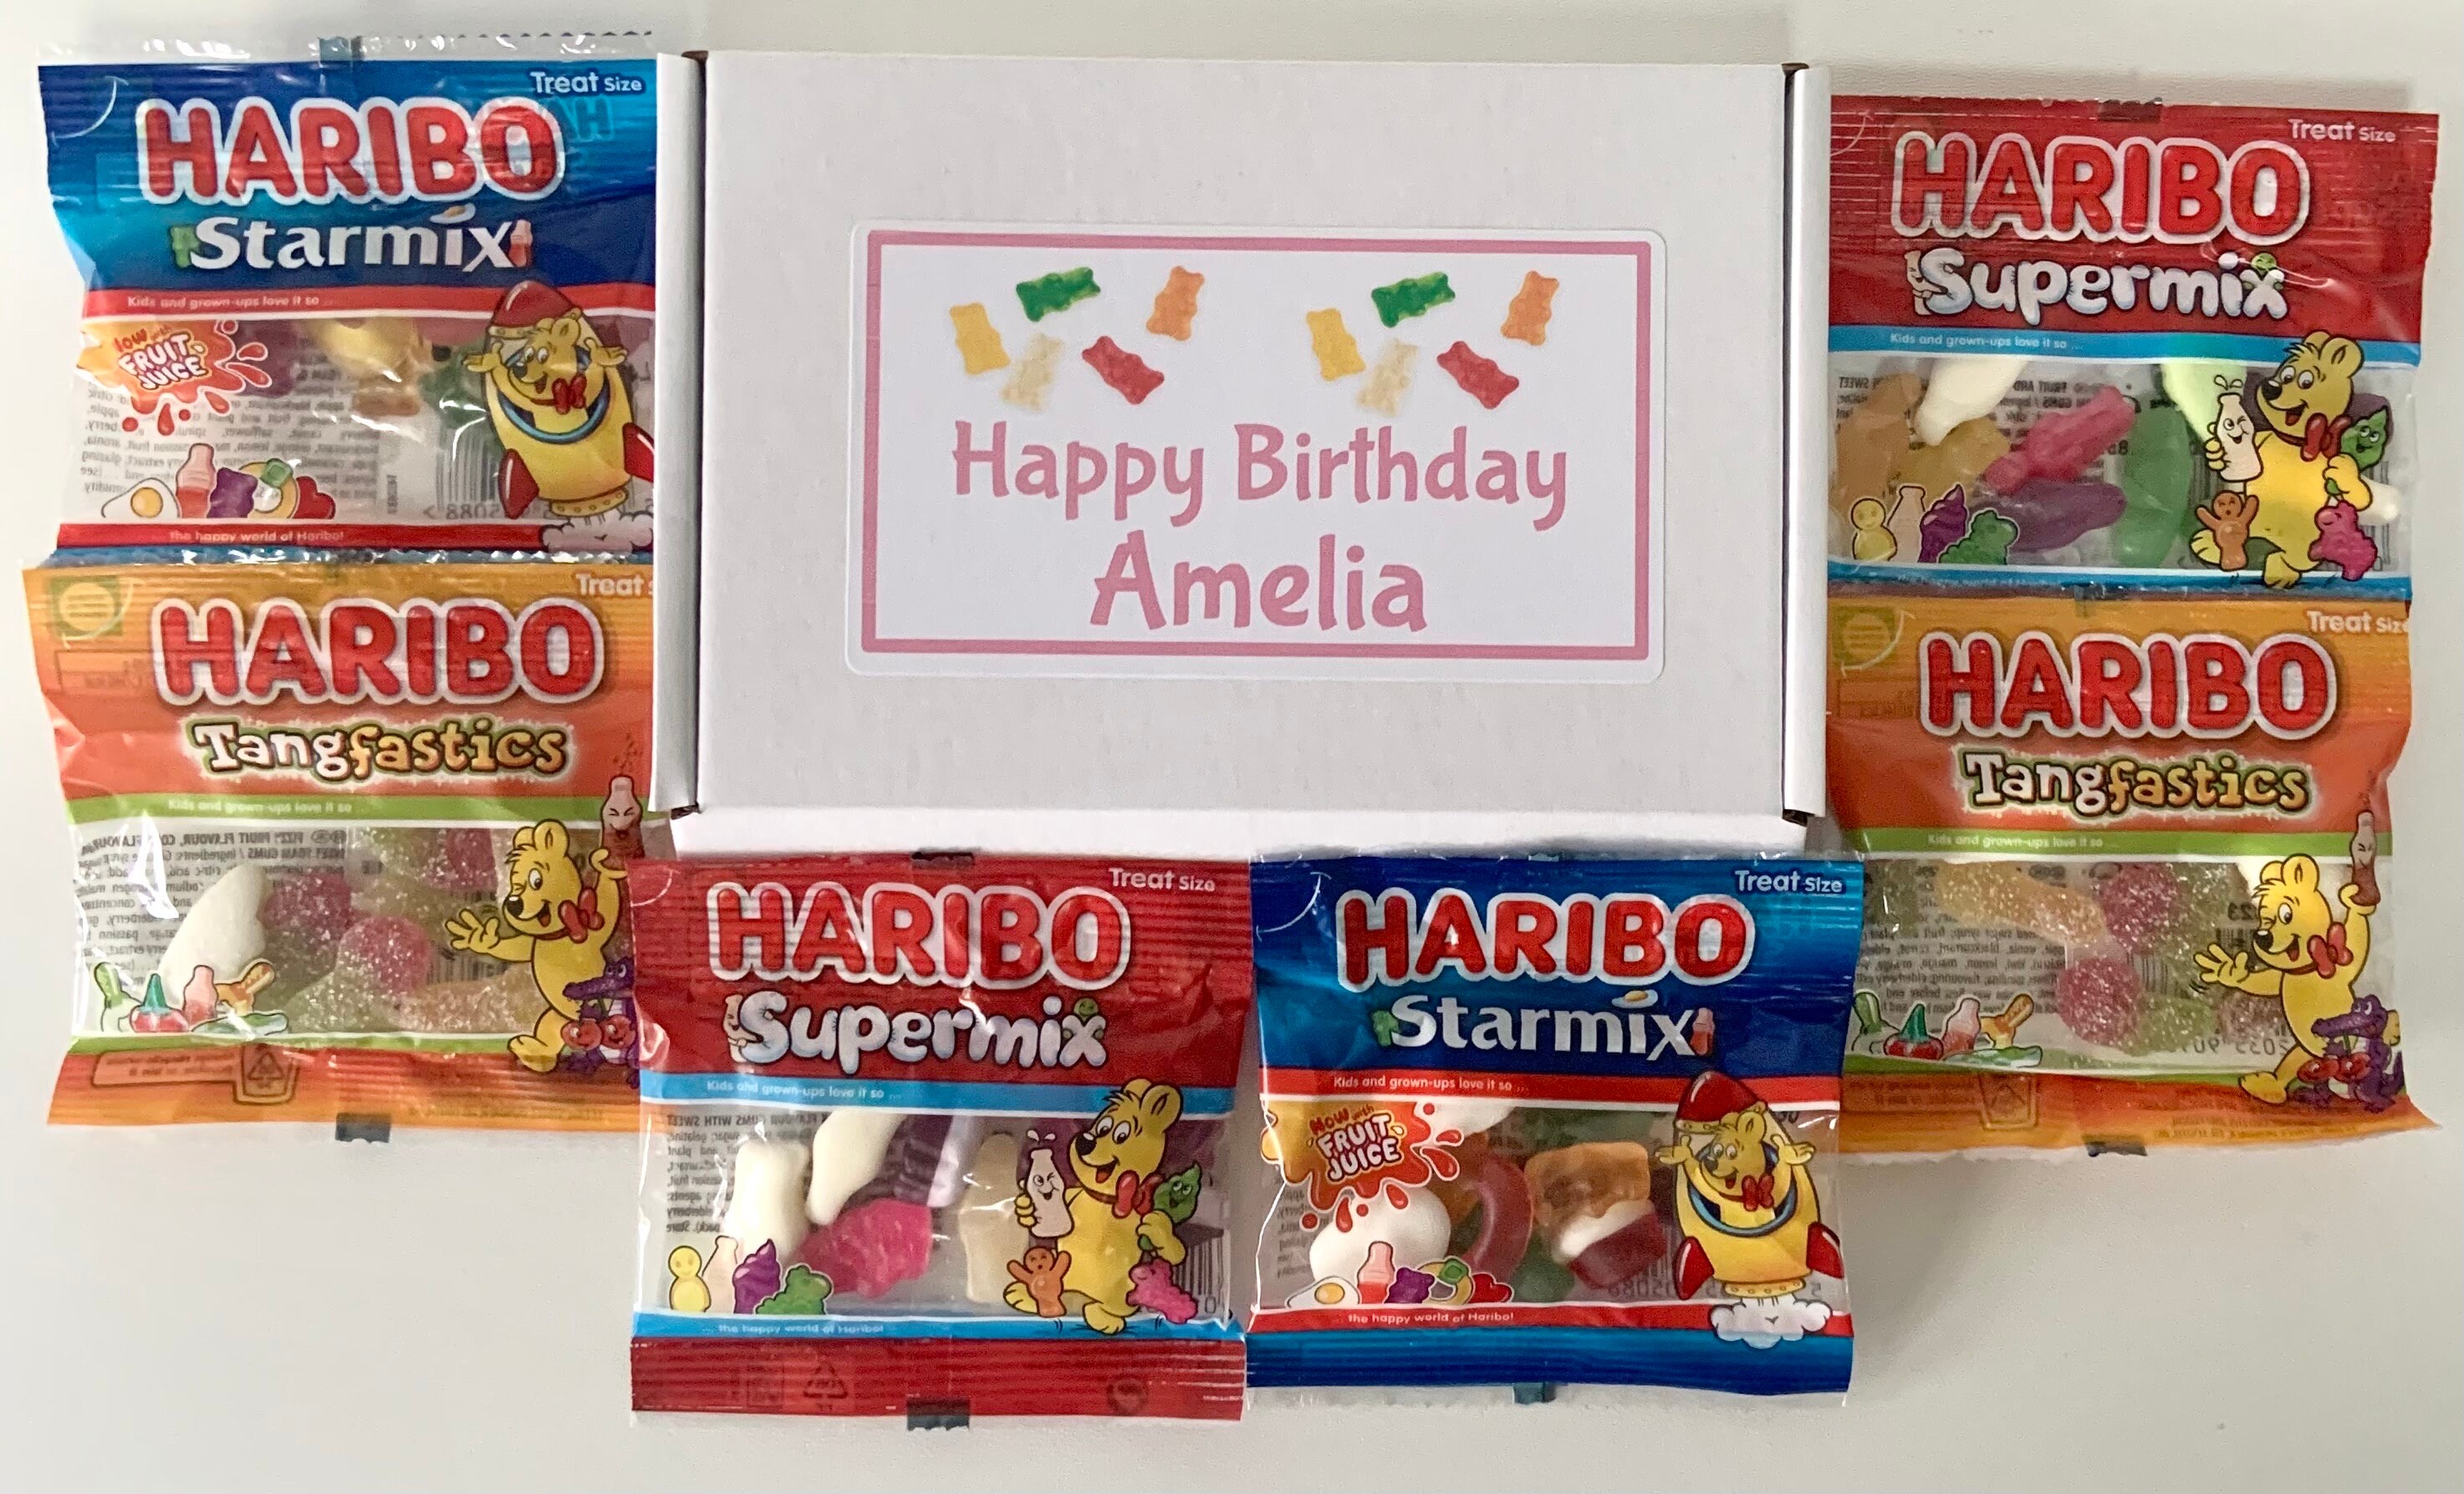 Treat Size
HARIBO
Starmix
Kids and grown-ups love it so ...
now with
FRUIT
JUICE
the happy world of Haribo!
Treat
HARIBO
Tangfastics
Kids and grown-ups love it so ...
Happy Birthday
Amelia
Treat Size
HARIBO
Supermix
Kids and grown-ups love it so ...
Treat Size
HARIBO
Tangfastics
Kids and grown-ups love it so ...
Treat Size
HARIBO
Supermix
Kids and grown-ups love it so ...
... the happy world of Haribo!
Treat Size
HARIBO
Starmix
Kids and grown-ups love it so ...
now with
FRUIT
JUICE
the happy world of Haribo!